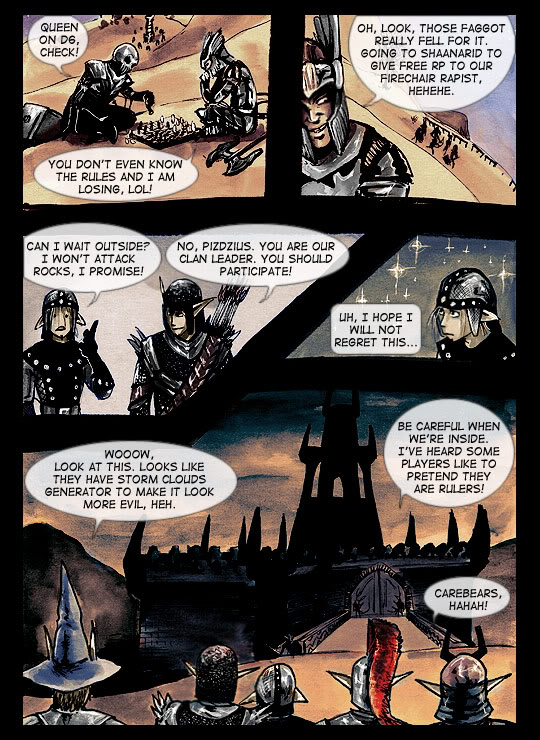 QUEEN
ON D6,
CHECK!
YOU DON'T EVEN KNOW
THE RULES AND I AM
LOSING, LOL!
OH, LOOK, THOSE FAGGOT
REALLY FELL FOR IT.
GOING TO SHAANARID TO
GIVE FREE RP TO OUR
FIRECHAIR RAPIST,
HEHEHE.
CAN I WAIT OUTSIDE?
I WON'T ATTACK
ROCKS, I PROMISE!
NO, PIZDZIUS. YOU ARE OUR
CLAN LEADER. YOU SHOULD
PARTICIPATE!
UH, I HOPE I
WILL NOT
REGRET THIS...
WOOOW,
LOOK AT THIS. LOOKS LIKE
THEY HAVE STORM CLOUDS
GENERATOR TO MAKE IT LOOK
MORE EVIL, HEH.
BE CAREFUL WHEN
WE'RE INSIDE.
I'VE HEARD SOME
PLAYERS LIKE TO
PRETEND THEY
ARE RULERS!
CAREBEARS,
HAHAH!